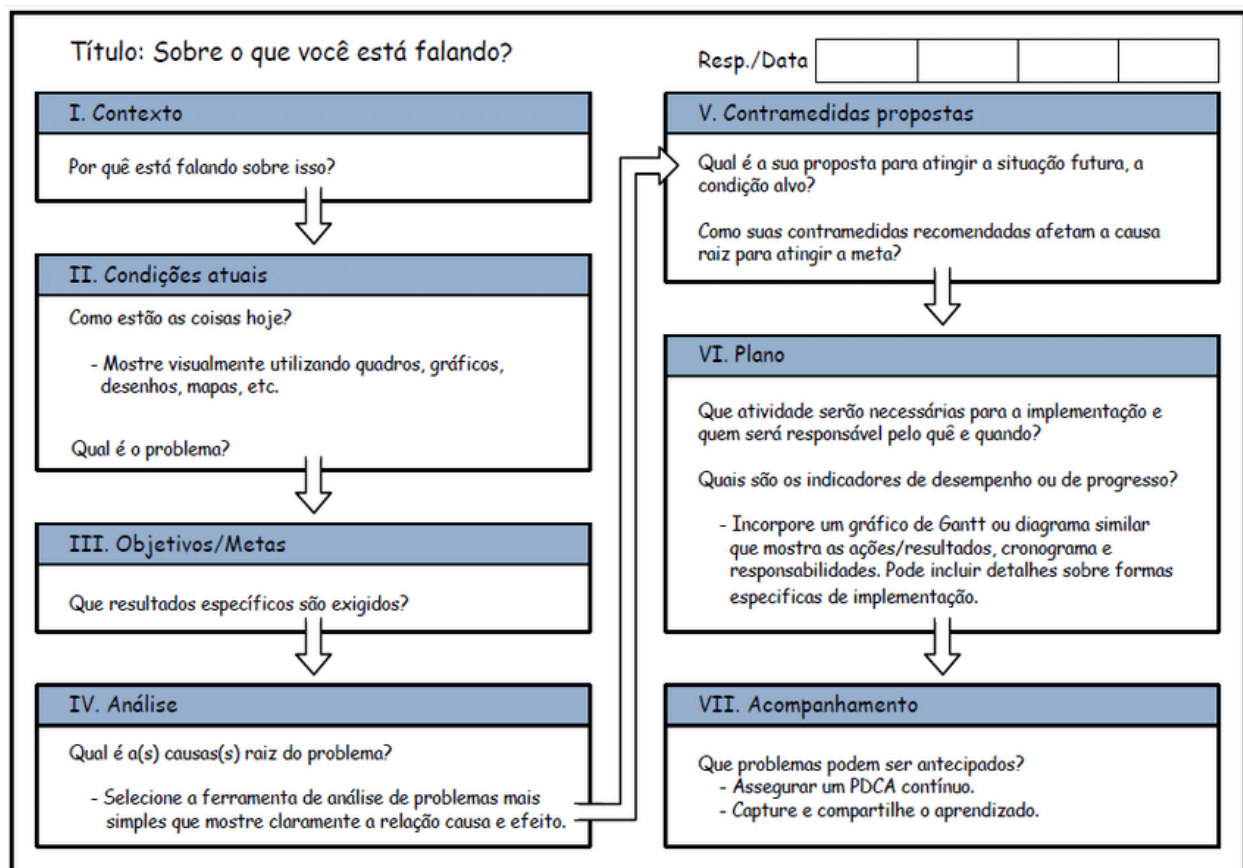 Título: Sobre o que você está falando?
Resp./Data
I. Contexto
Por quê está falando sobre isso?
II. Condições atuais
Como estão as coisas hoje?
- Mostre visualmente utilizando quadros, gráficos,
desenhos, mapas, etc.
Qual é o problema?
III. Objetivos/Metas
Que resultados específicos são exigidos?
IV. Análise
Qual é a(s) causas(s) raiz do problema?
- Selecione a ferramenta de análise de problemas mais
simples que mostre claramente a relação causa e efeito.
V. Contramedidas propostas
Qual é a sua proposta para atingir a situação futura, a
condição alvo?
Como suas contramedidas recomendadas afetam a causa
raiz para atingir a meta?
VI. Plano
Que atividade serão necessárias para a implementação e
quem será responsável pelo quê e quando?
Quais são os indicadores de desempenho ou de progresso?
- Incorpore um gráfico de Gantt ou diagrama similar
que mostra as ações/resultados, cronograma e
responsabilidades. Pode incluir detalhes sobre formas
especificas de implementação.
VII. Acompanhamento
Que problemas podem ser antecipados?
- Assegurar um PDCA contínuo.
- Capture e compartilhe o aprendizado.